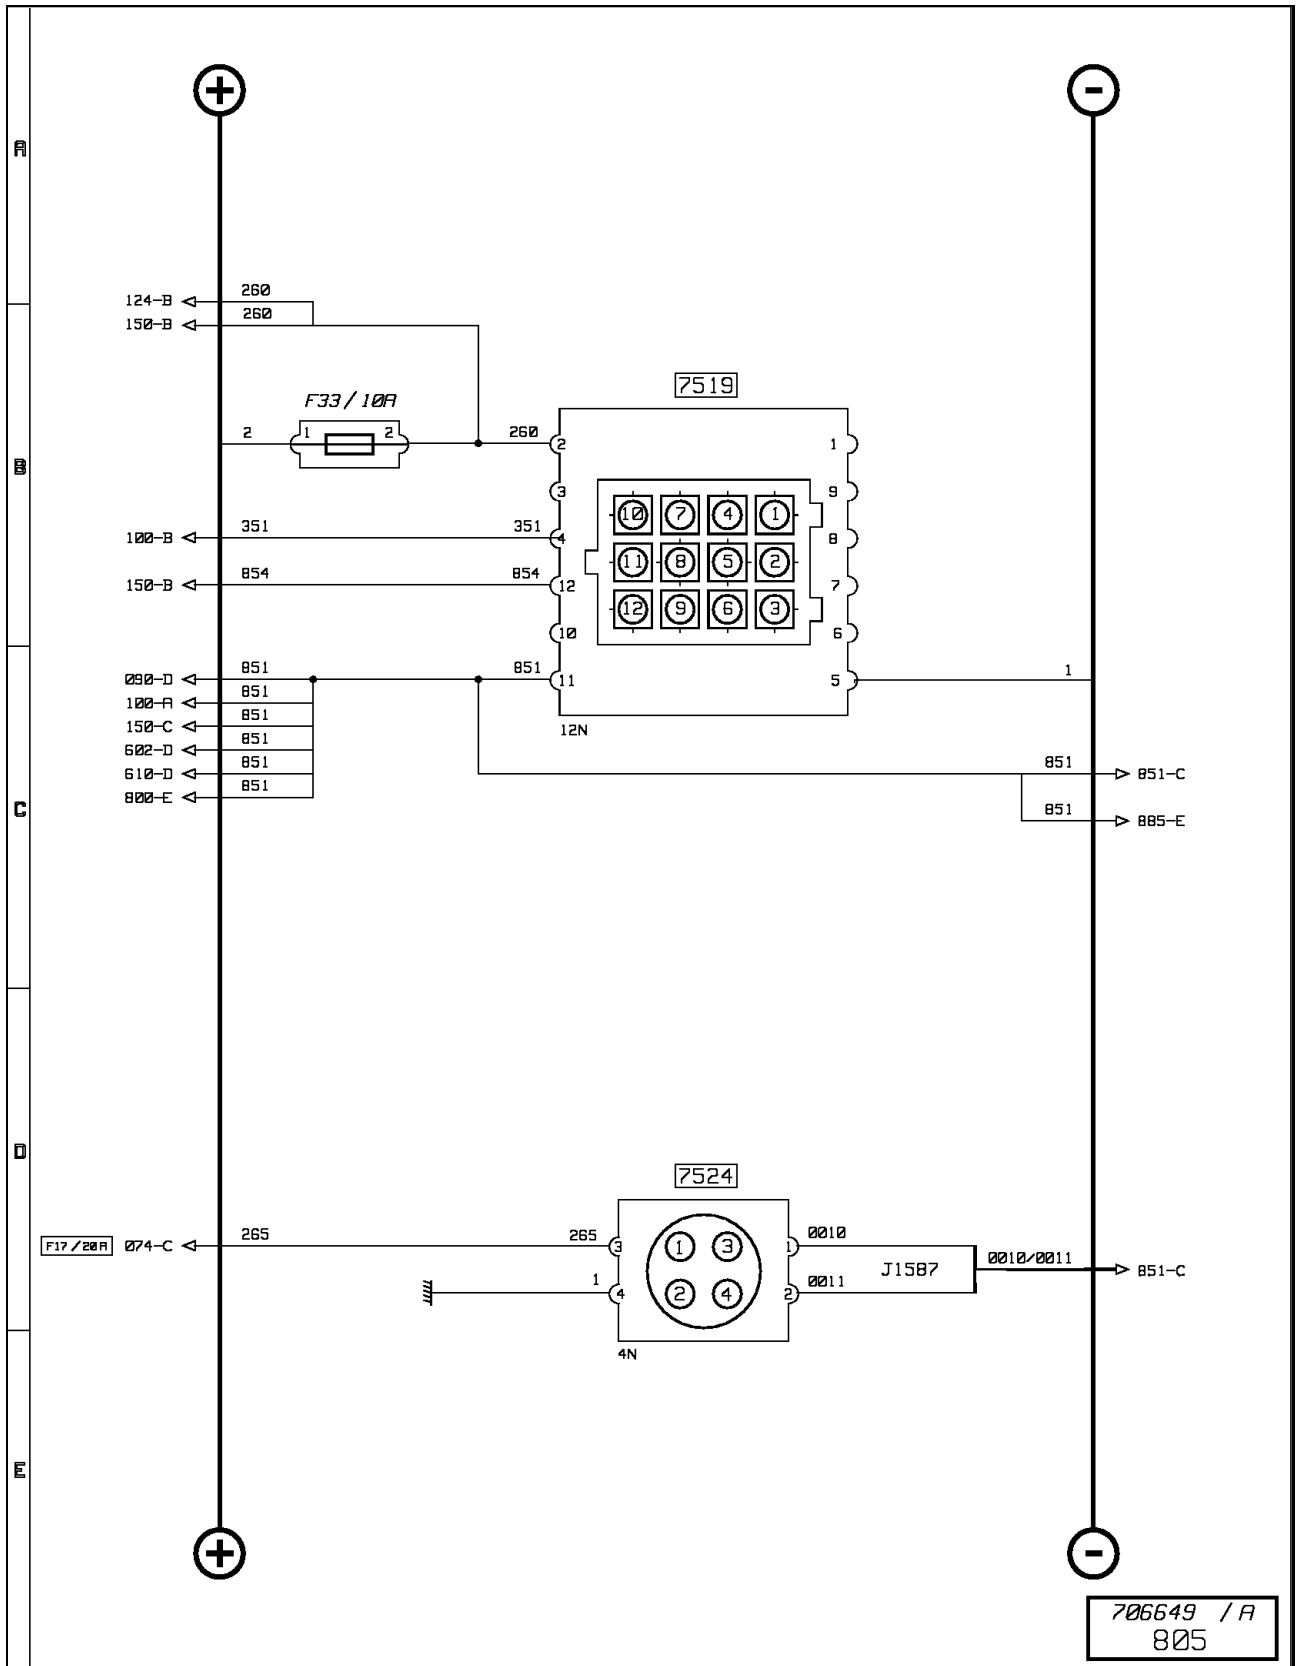 + -
A
124-B 260
150-B 260
7519
F33/10A
2 1 2 260 2 1
B
3 9
10 7 4 1
100-B 351 351 4 8
11 8 5 2
150-B 854 854 12 7
12 9 6 3
10 6
090-D 851 851 11 5 1
100-A 851
150-C 851
12N
602-D 851
610-D 851 851 851-C
800-E 851
C
851 885-E
D
7524
F17/20A 074-C 265 265 3 1 3 1 0010
J1587 0010/0011 851-C
1 4 2 4 2 0011
4N
E
+ -
706649 /A
805